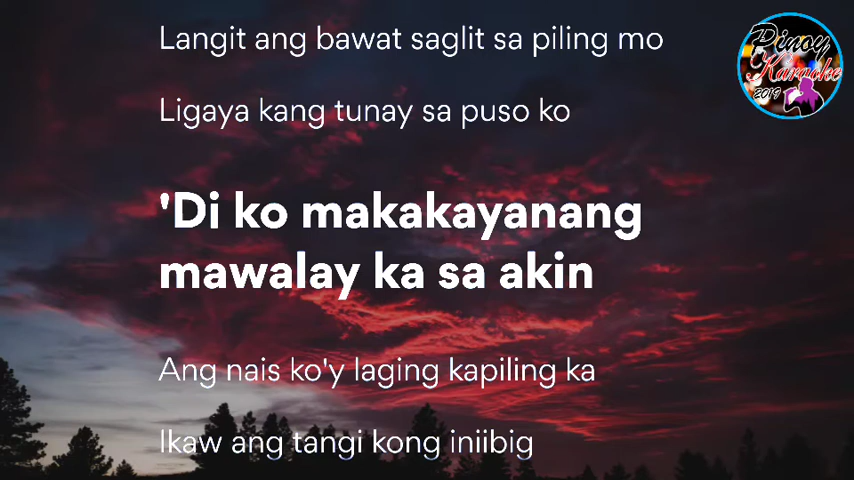 Langit ang bawat saglit sa piling mo
Ligaya kang tunay sa puso ko
'Di ko makakayanang
mawalay ka sa akin
Ang nais ko'y laging kapiling ka
Ikaw ang tangi kong iniibig
Pinoy
Karaoke
2019